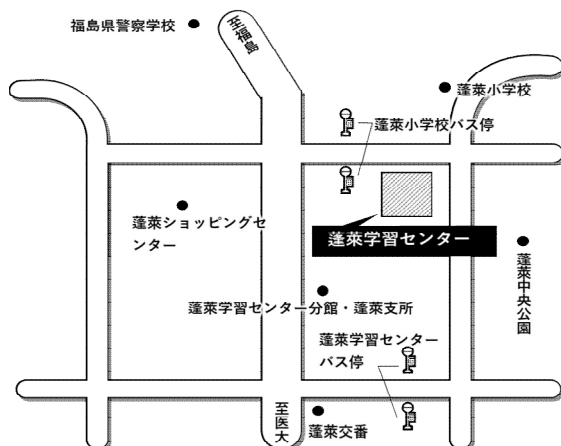 福島県警察学校
至福島
蓬莱小学校
蓬莱小学校バス停
蓬莱ショッピングセ
ンター
蓬莱学習センター
蓬莱中央公園
蓬莱学習センター分館・蓬莱支所
蓬莱学習センター
バス停
至医大
蓬莱交番